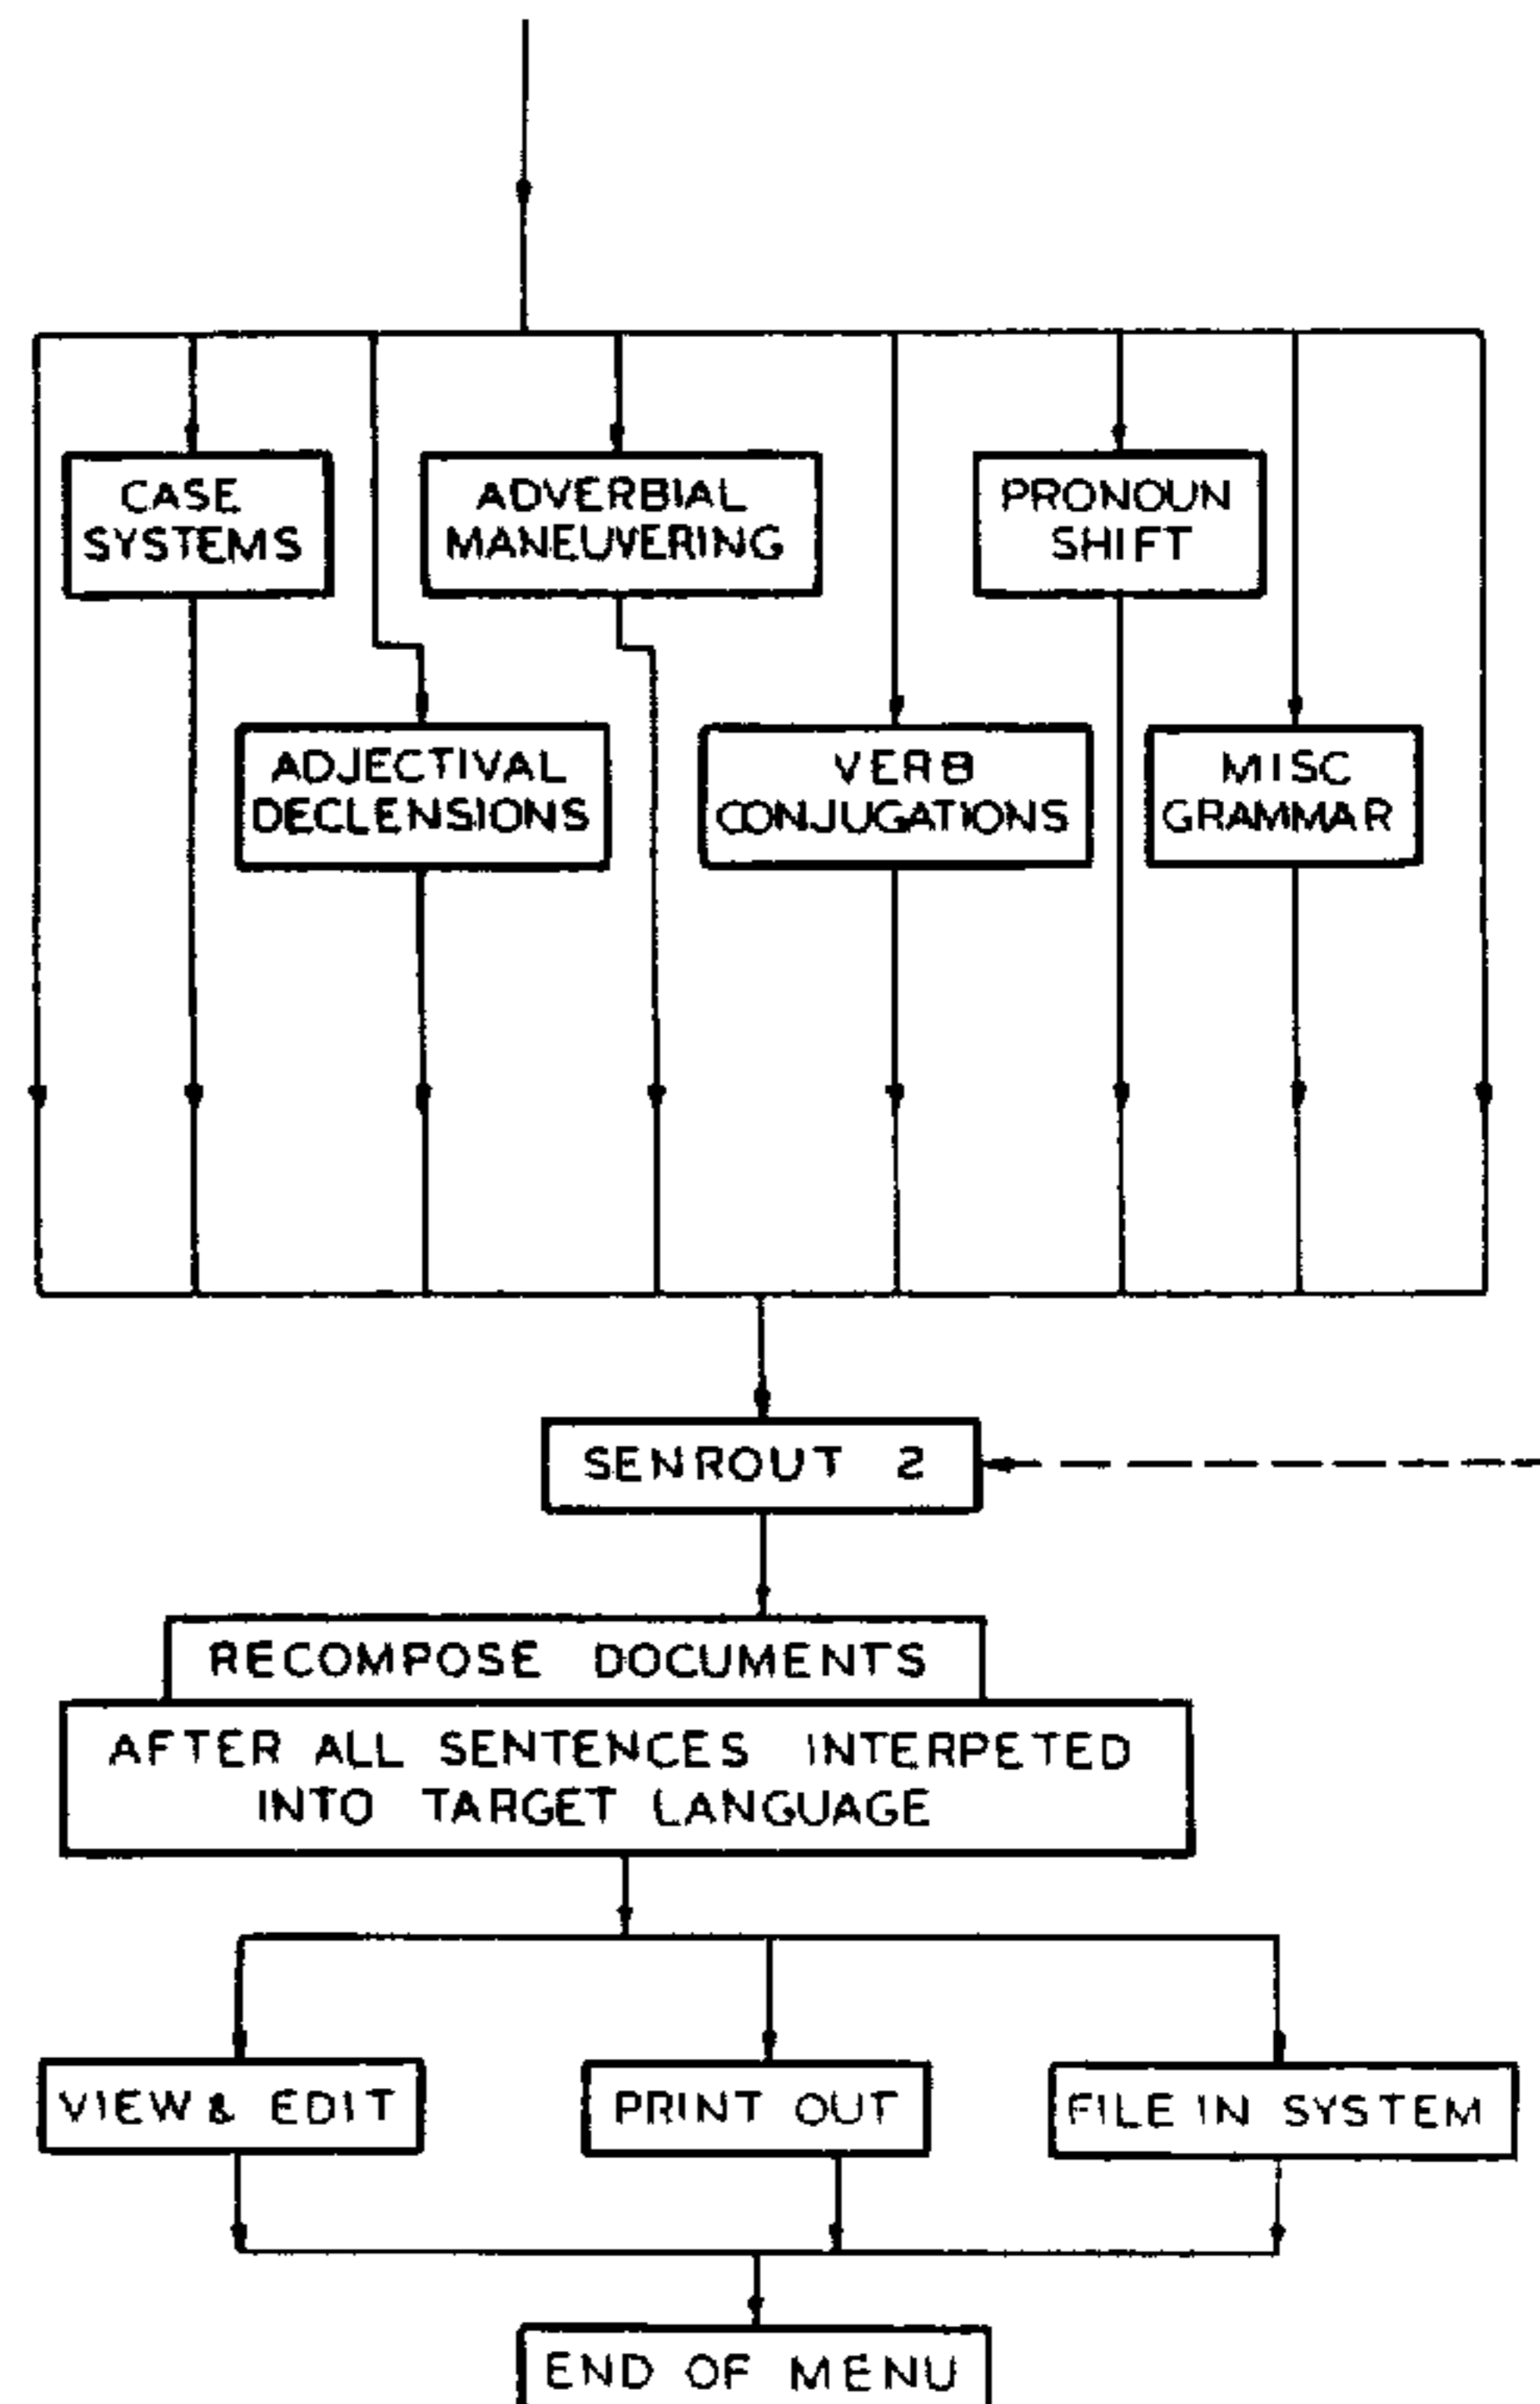 CASE
SYSTEMS
ADVERBIAL
MANEUVERING
PRONOUN
SHIFT
ADJECTIVAL
DECLENSIONS
VERB
CONJUGATIONS
MISC
GRAMMAR
SENROUT 2
RECOMPOSE DOCUMENTS
AFTER ALL SENTENCES INTERPETED
INTO TARGET LANGUAGE
VIEW & EDIT
PRINT OUT
FILE IN SYSTEM
END OF MENU